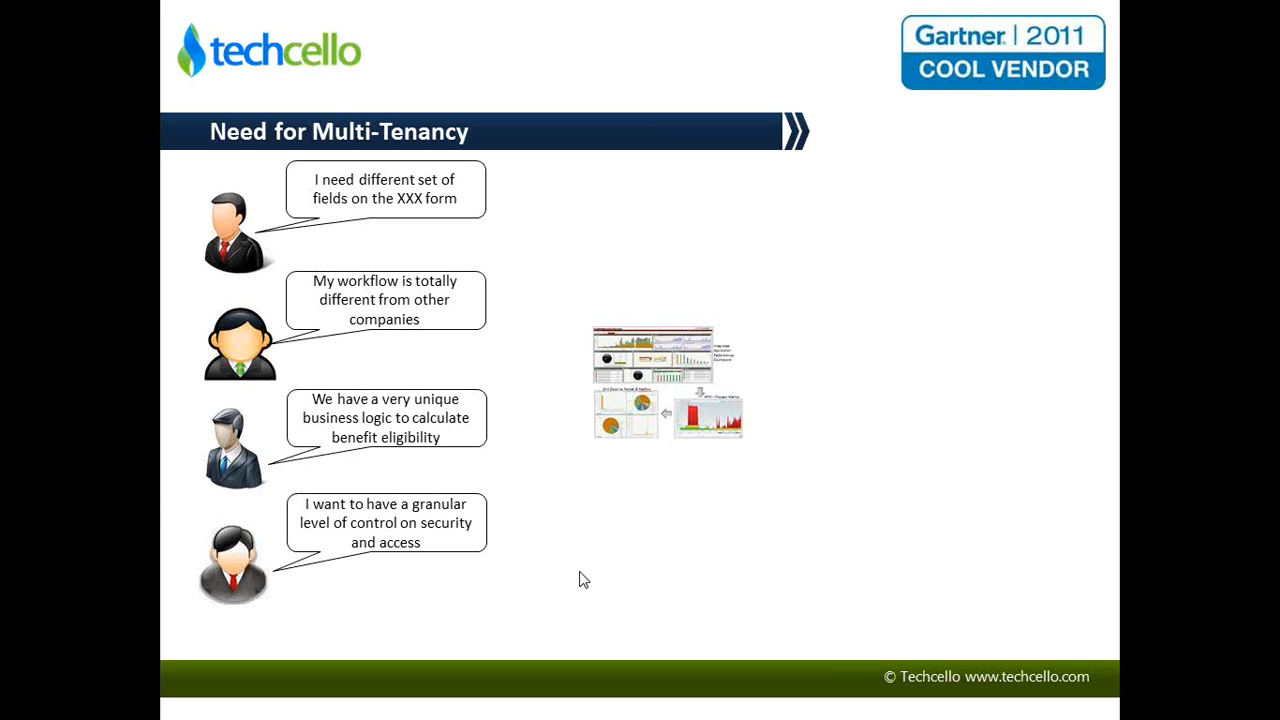 techcello
Gartner | 2011
COOL VENDOR
Need for Multi-Tenancy
I need different set of
fields on the XXX form
My workflow is totally
different from other
companies
We have a very unique
business logic to calculate
benefit eligibility
I want to have a granular
level of control on security
and access
© Techcello www.techcello.com